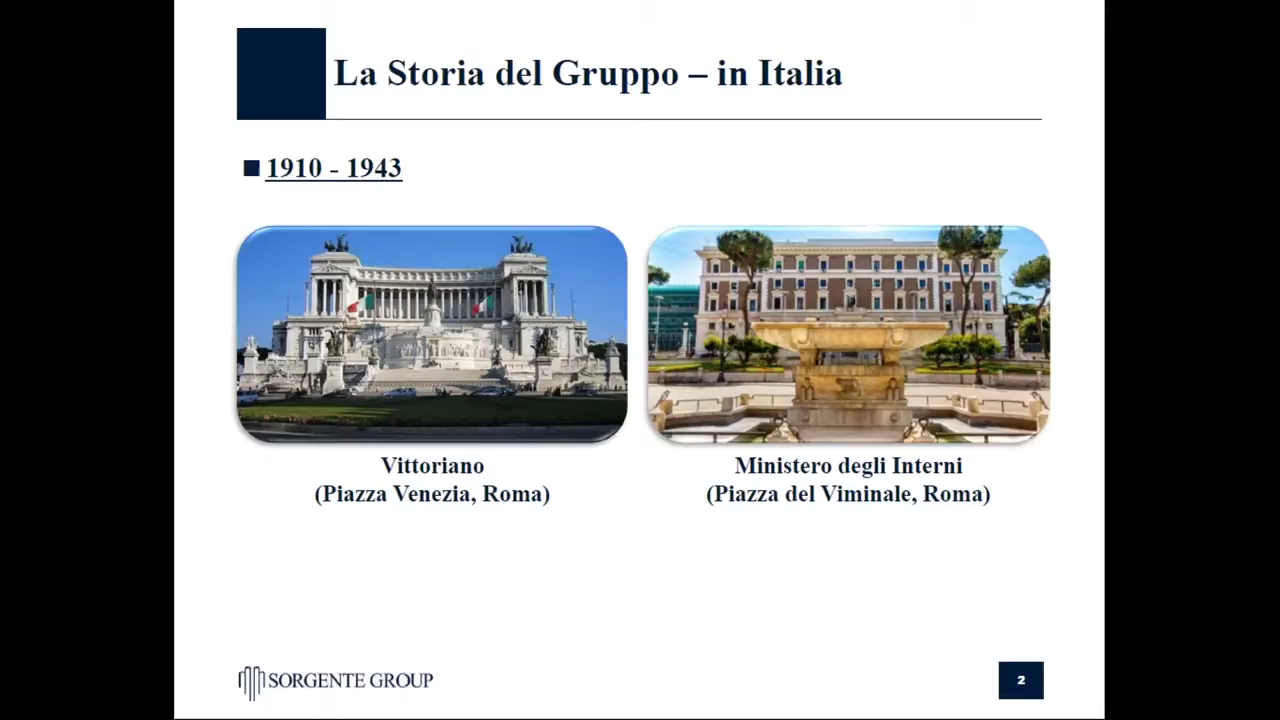 La Storia del Gruppo – in Italia
1910 - 1943
Vittoriano
(Piazza Venezia, Roma)
Ministero degli Interni
(Piazza del Viminale, Roma)
SORGENTE GROUP
2